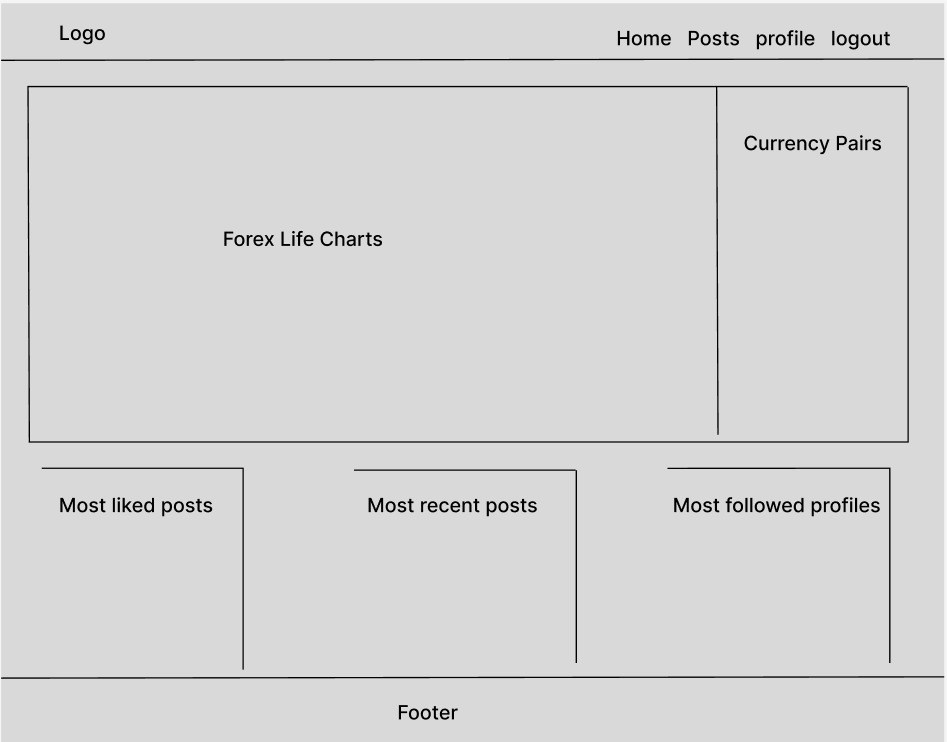 Logo
Home Posts profile logout
Currency Pairs
Forex Life Charts
Most liked posts
Most recent posts
Most followed profiles
Footer